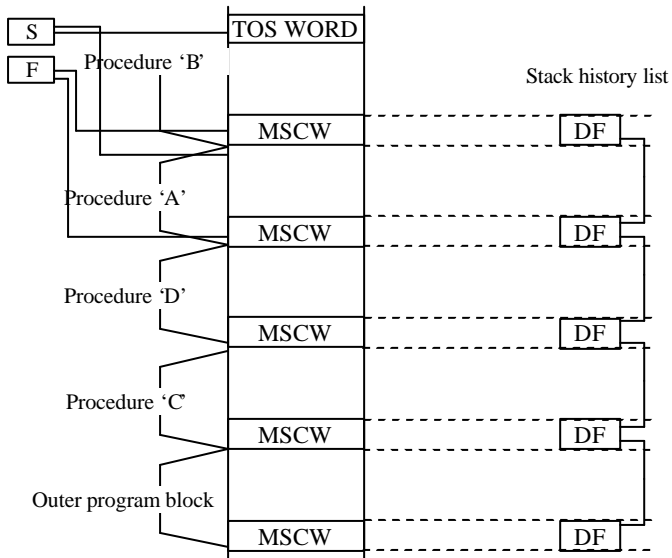 S
TOS WORD
F
Procedure ‘B’
Stack history list
MSCW
DF
Procedure ‘A’
MSCW
DF
Procedure ‘D’
MSCW
DF
Procedure ‘C’
MSCW
DF
Outer program block
MSCW
DF